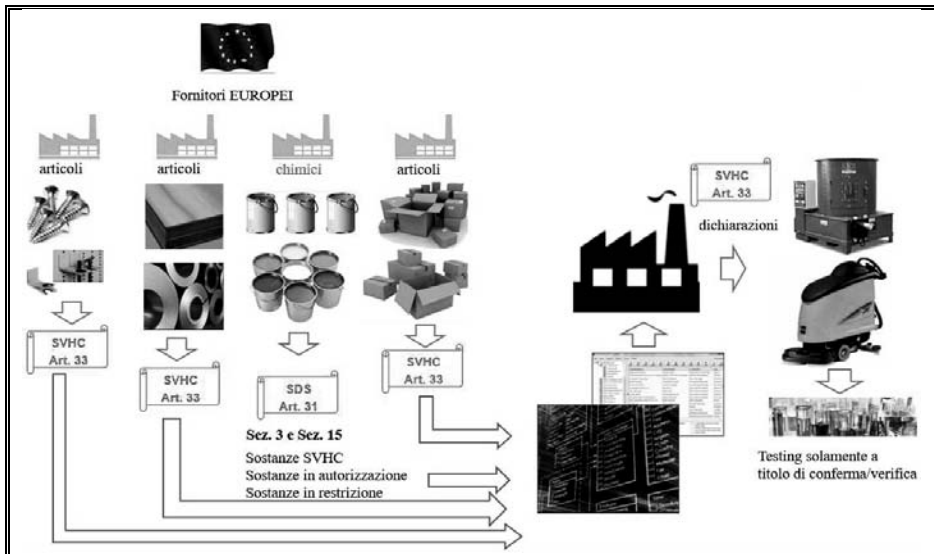 Fornitori EUROPEI
articoli
articoli
chimici
articoli
SVHC
Art. 33
SVHC
Art. 33
SDS
Art. 31
SVHC
Art. 33
Sez. 3 e Sez. 15
Sostanze SVHC
Sostanze in autorizzazione
Sostanze in restrizione
SVHC
Art. 33
dichiarazioni
Testing solamente a
titolo di conferma/verifica